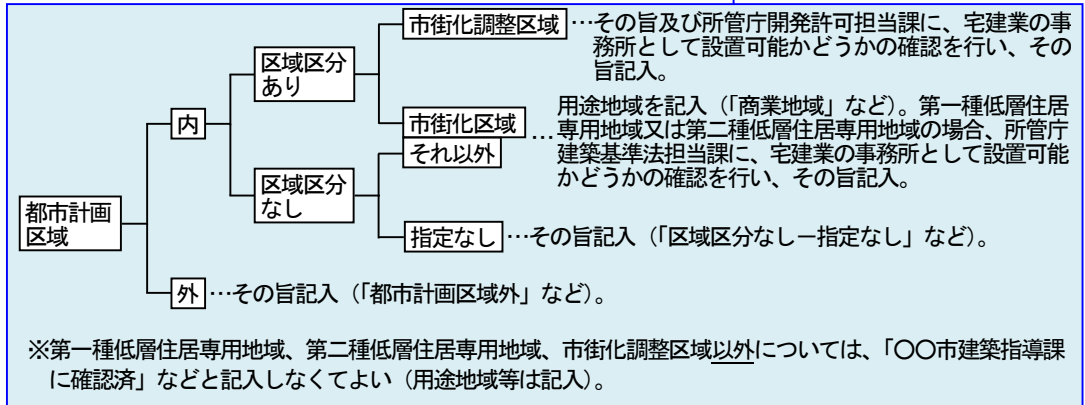 市街化調整区域…その旨及び所管庁開発許可担当課に、宅建業の事
務所として設置可能かどうかの確認を行い、その
旨記入。
区域区分
あり
内
市街化区域
それ以外
…用途地域を記入（「商業地域」など）。第一種低層住居
専用地域又は第二種低層住居専用地域の場合、所管庁
建築基準法担当課に、宅建業の事務所として設置可能
かどうかの確認を行い、その旨記入。
区域区分
なし
都市計画
区域
指定なし…その旨記入（「区域区分なしー指定なし」など）。
外…その旨記入（「都市計画区域外」など）。
※第一種低層住居専用地域、第二種低層住居専用地域、市街化調整区域以外については、「〇〇市建築指導課
に確認済」などと記入しなくてよい（用途地域等は記入）。